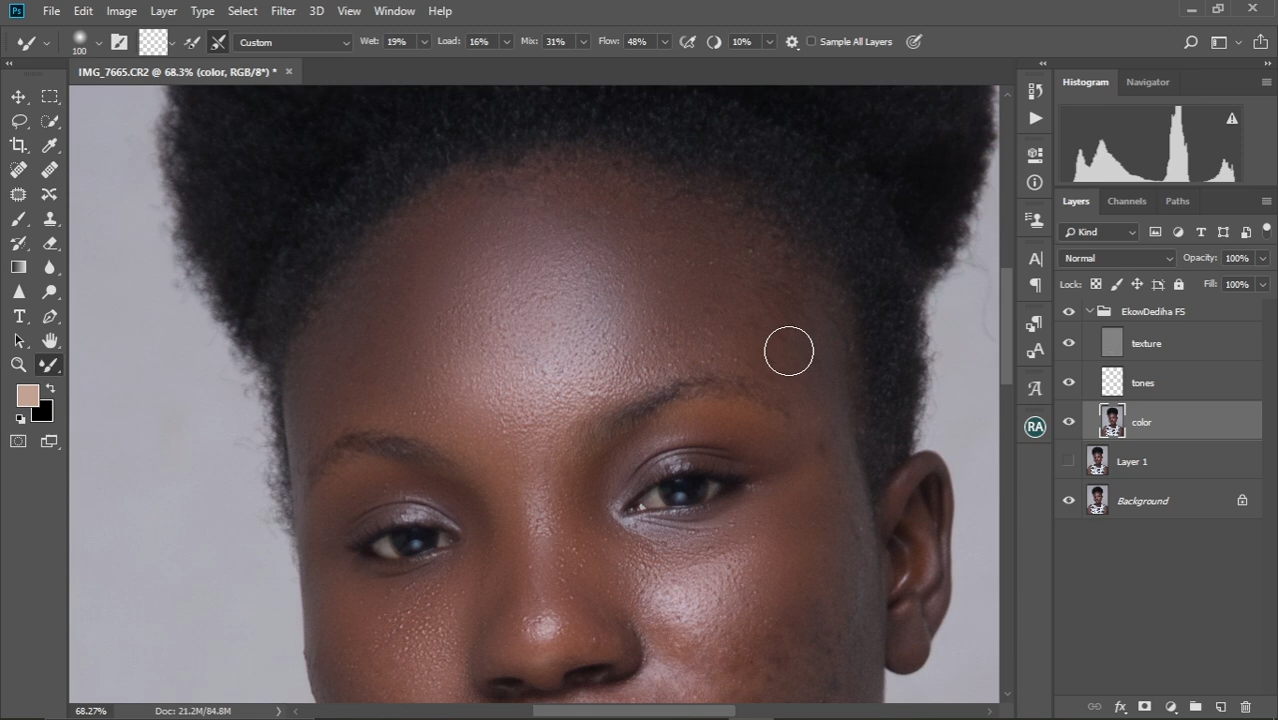 Ps File Edit Image Layer Type Select Filter 3D View Window Help
100 Custom Wet: 19% Load: 16% Mix: 31% Flow: 48% 10% Sample All Layers
IMG_7665.CR2 @ 68.3% (color, RGB/8*) *
Histogram Navigator
Layers Channels Paths
Kind
Normal Opacity: 100%
Lock: Fill: 100%
EkowDediha FS
texture
tones
color
Layer 1
Background
RA
68.27% Doc: 21.2M/84.8M